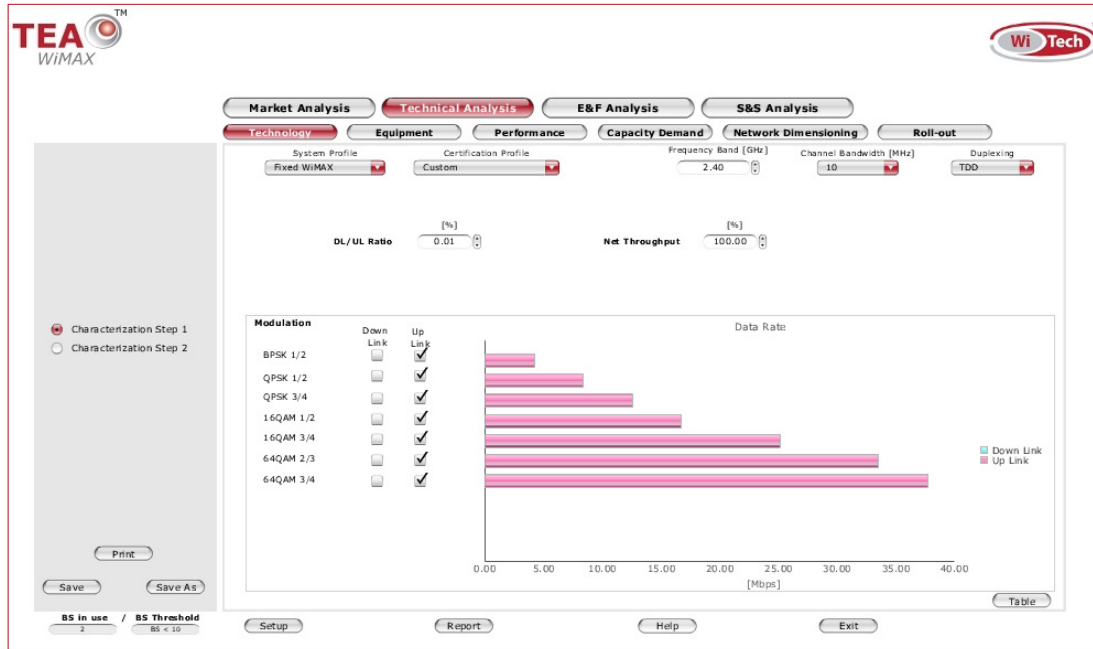 TEA TM
WiMAX
Wi Tech
Market Analysis Technical Analysis E&F Analysis S&S Analysis
Technology Equipment Performance Capacity Demand Network Dimensioning Roll-out
System Profile Certification Profile Frequency Band [GHz] Channel Bandwidth [MHz] Duplexing
Fixed WiMAX Custom 2.40 10 TDD
[%] [%]
DL/UL Ratio 0.01 Net Throughput 100.00
Characterization Step 1
Characterization Step 2
Modulation Down Link Up Link Data Rate
BPSK 1/2
QPSK 1/2
QPSK 3/4
16QAM 1/2
16QAM 3/4
64QAM 2/3
64QAM 3/4
Down Link
Up Link
0.00 5.00 10.00 15.00 20.00 25.00 30.00 35.00 40.00
[Mbps]
Print
Save Save As
Table
BS in use / BS Threshold
2 BS < 10
Setup Report Help Exit